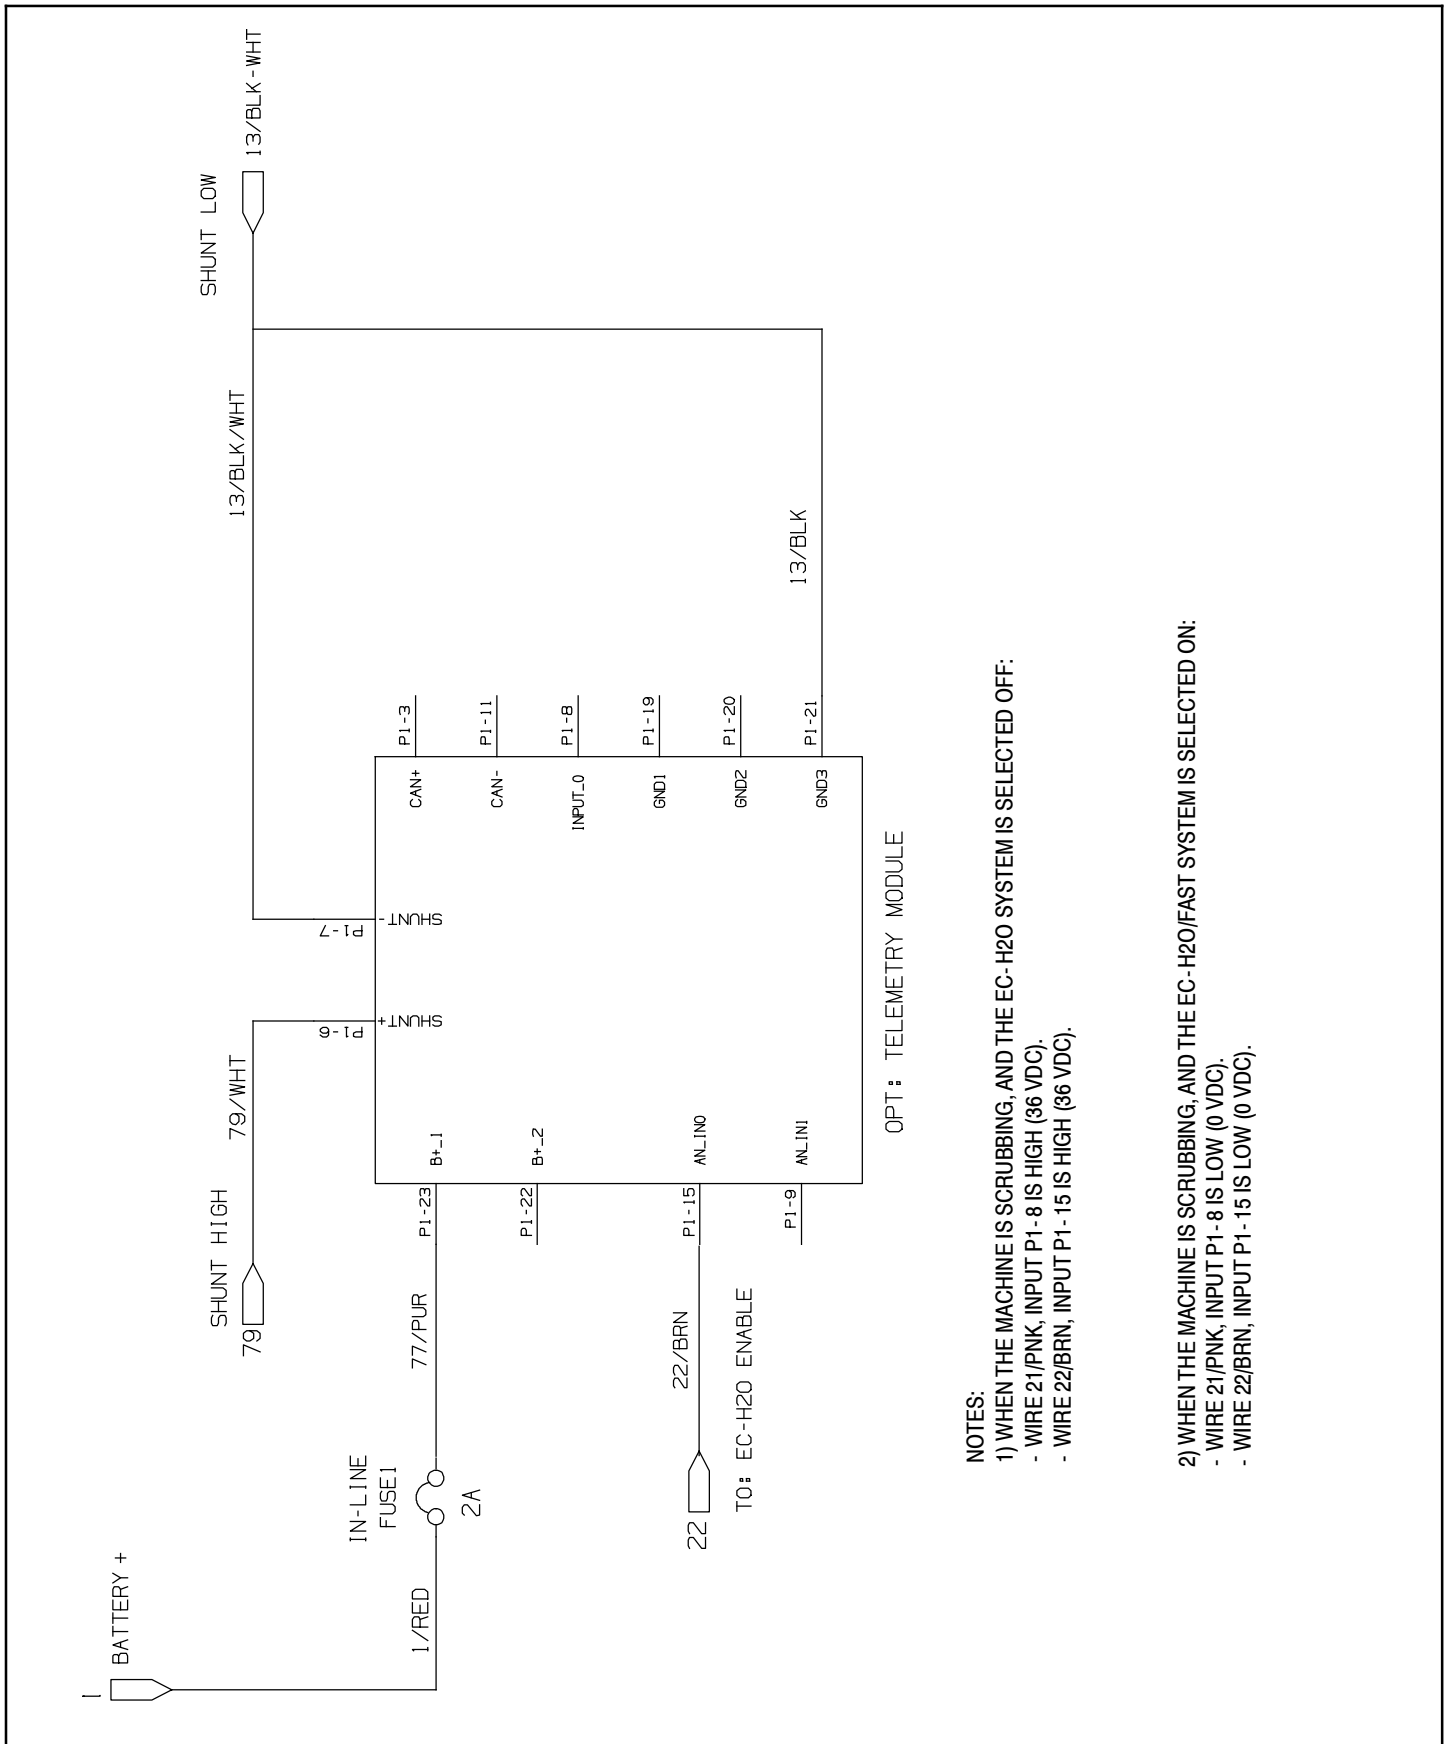 1
BATTERY +
1/RED
IN-LINE
FUSE1
2A
77/PUR
SHUNT HIGH
79
79/WHT
SHUNT LOW
13/BLK-WHT
13/BLK/WHT
13/BLK
P1-6
SHUNT+
P1-7
SHUNT-
P1-23
B+_1
P1-22
B+_2
P1-15
AN_IN0
P1-9
AN_IN1
CAN+
P1-3
CAN-
P1-11
INPUT_0
P1-8
GND1
P1-19
GND2
P1-20
GND3
P1-21
22
22/BRN
TO: EC-H2O ENABLE
OPT: TELEMETRY MODULE
NOTES:
1) WHEN THE MACHINE IS SCRUBBING, AND THE EC-H2O SYSTEM IS SELECTED OFF:
- WIRE 21/PNK, INPUT P1-8 IS HIGH (36 VDC).
- WIRE 22/BRN, INPUT P1-15 IS HIGH (36 VDC).
2) WHEN THE MACHINE IS SCRUBBING, AND THE EC-H2O/FAST SYSTEM IS SELECTED ON:
- WIRE 21/PNK, INPUT P1-8 IS LOW (0 VDC).
- WIRE 22/BRN, INPUT P1-15 IS LOW (0 VDC).